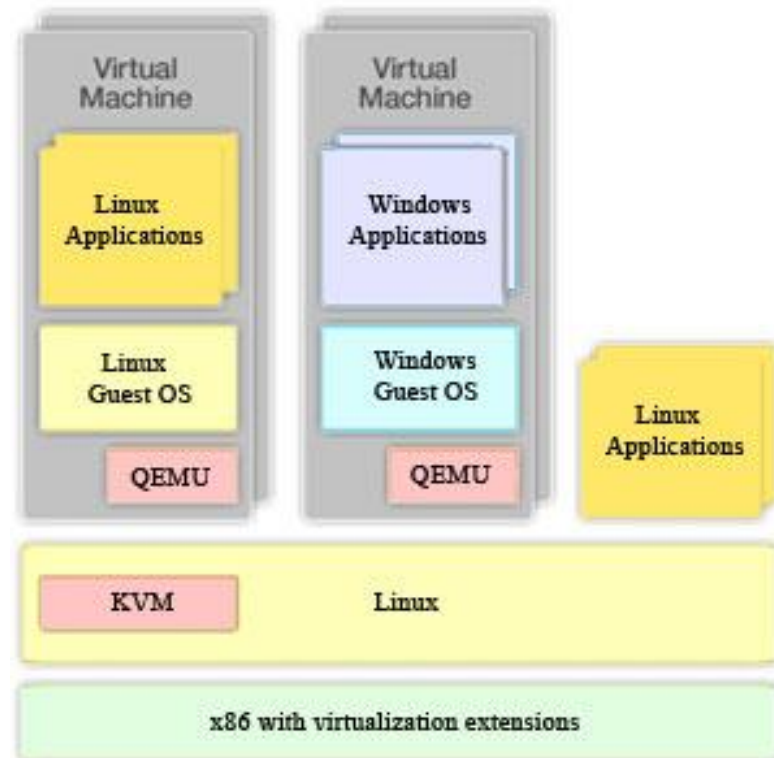 Virtual
Machine
Linux
Applications
Linux
Guest OS
QEMU
Virtual
Machine
Windows
Applications
Windows
Guest OS
QEMU
Linux
Applications
KVM
Linux
x86 with virtualization extensions